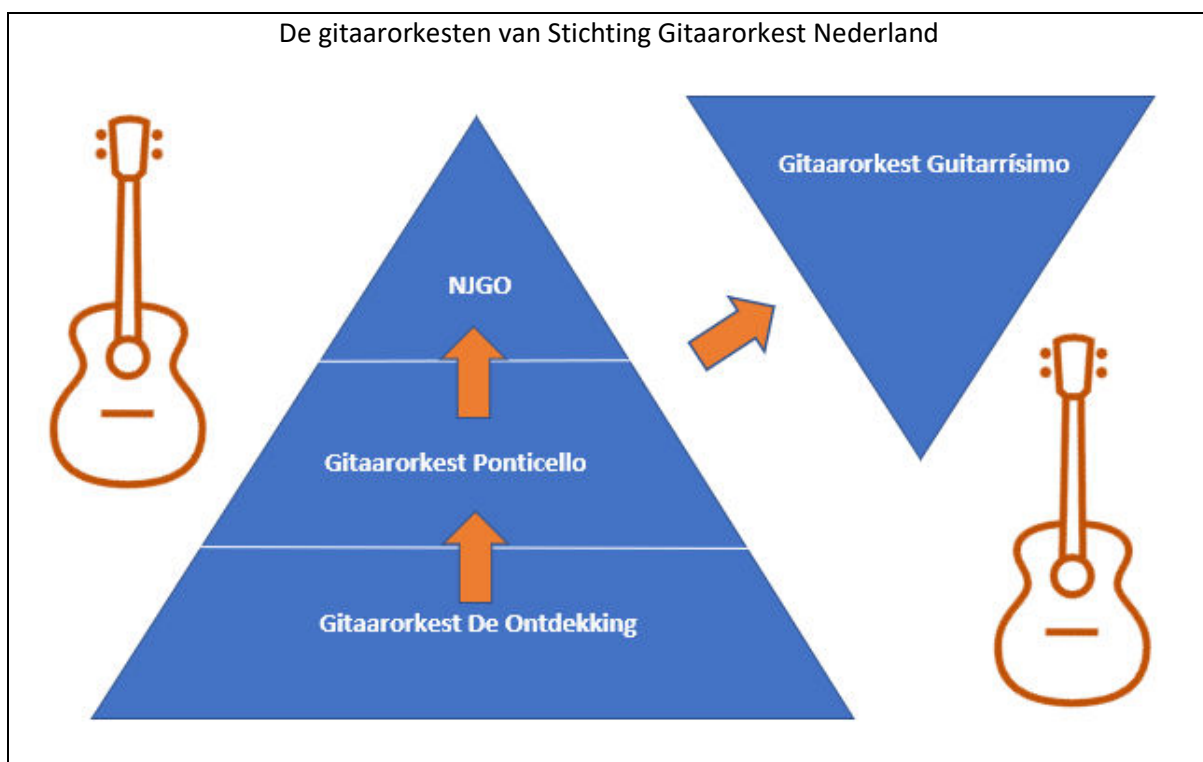 De gitaarorkesten van Stichting Gitaarorkest Nederland
Gitaarorkest Guitarrísimo
NJGO
Gitaarorkest Ponticello
Gitaarorkest De Ontdekking